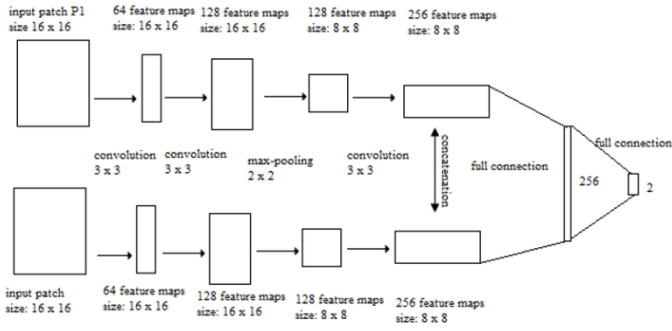 input patch P1
size 16 x 16
64 feature maps
size: 16 x 16
128 feature maps
size: 16 x 16
128 feature maps
size: 8 x 8
256 feature maps
size: 8 x 8
convolution
3 x 3
convolution
3 x 3
max-pooling
2 x 2
convolution
3 x 3
concatenation
full connection
full connection
256
2
input patch
size: 16 x 16
64 feature maps
size: 16 x 16
128 feature maps
size: 16 x 16
128 feature maps
size: 8 x 8
256 feature maps
size: 8 x 8